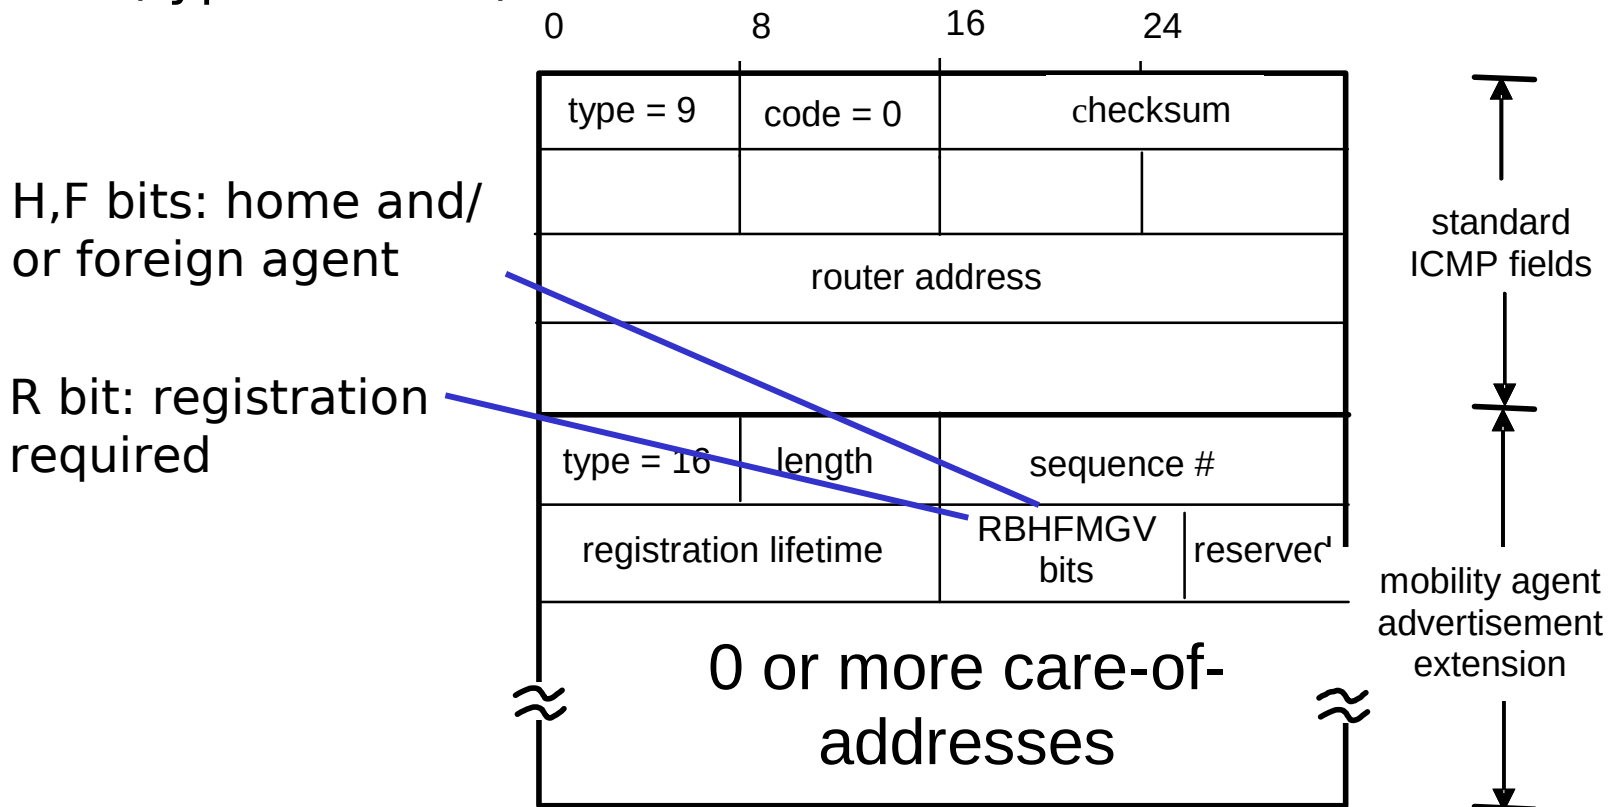 0 8 16 24
type = 9 code = 0 checksum
H,F bits: home and/
or foreign agent
standard
ICMP fields
router address
R bit: registration
required
type = 16 length sequence #
registration lifetime RBHFMGV
bits reserved
mobility agent
advertisement
extension
0 or more care-of-
addresses